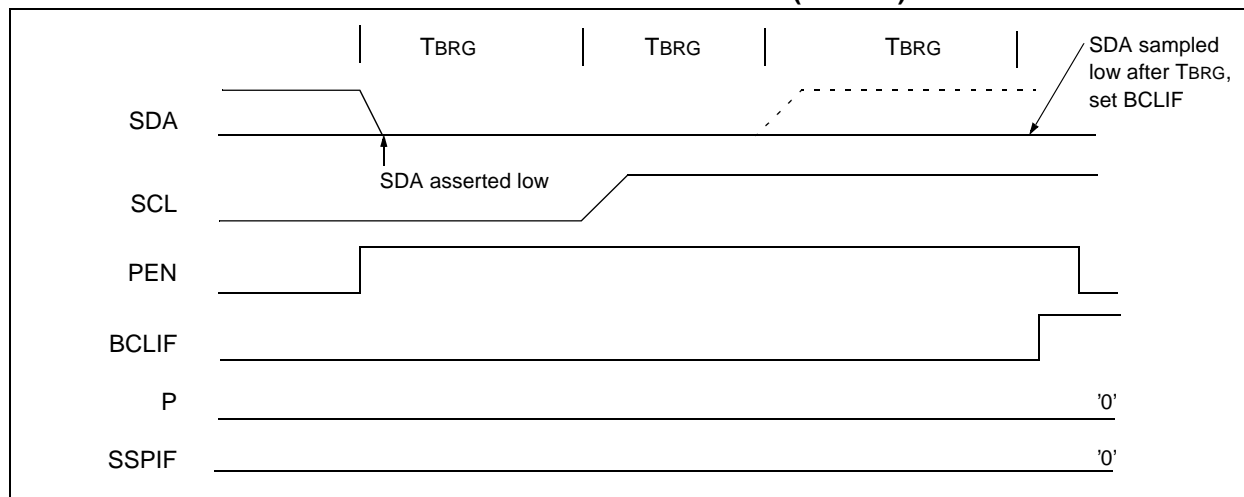 TBRG
TBRG
TBRG
SDA sampled
low after TBRG,
set BCLIF
SDA
SDA asserted low
SCL
PEN
BCLIF
P
'0'
SSPIF
'0'